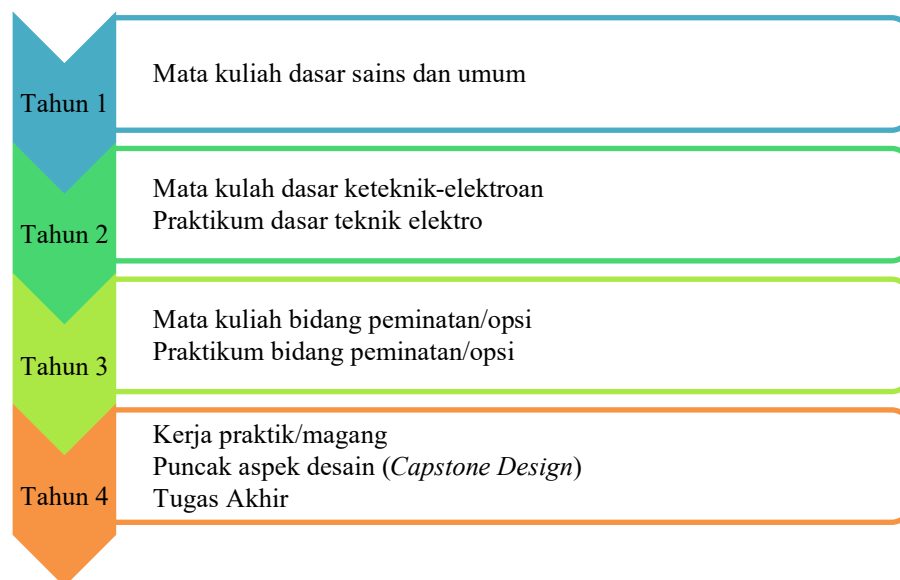 Tahun 1
Mata kuliah dasar sains dan umum
Tahun 2
Mata kulah dasar keteknik-elektroan
Praktikum dasar teknik elektro
Tahun 3
Mata kuliah bidang peminatan/opsi
Praktikum bidang peminatan/opsi
Tahun 4
Kerja praktik/magang
Puncak aspek desain (Capstone Design)
Tugas Akhir